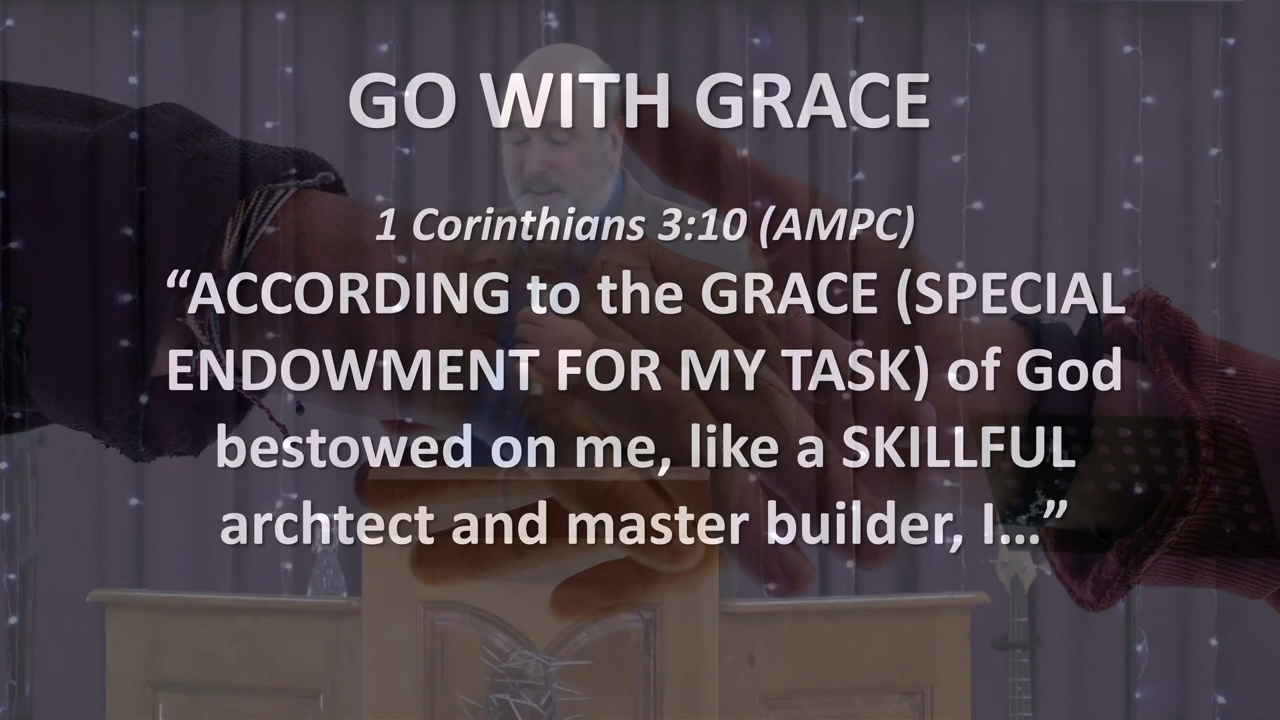 GO WITH GRACE
1 Corinthians 3:10 (AMPC)
“ACCORDING to the GRACE (SPECIAL
ENDOWMENT FOR MY TASK) of God
bestowed on me, like a SKILLFUL
archtect and master builder, I…”